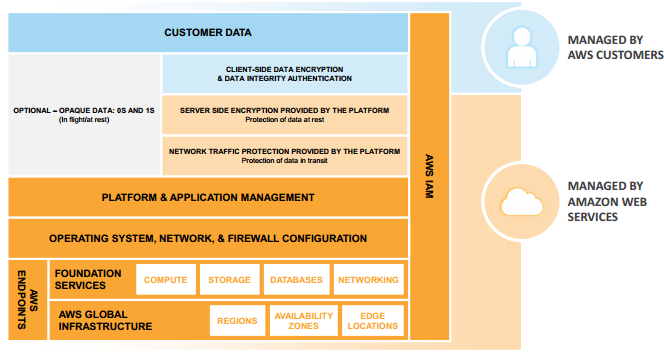 CUSTOMER DATA
CLIENT-SIDE DATA ENCRYPTION
& DATA INTEGRITY AUTHENTICATION
OPTIONAL – OPAQUE DATA: 0S AND 1S
(In flight/at rest)
SERVER SIDE ENCRYPTION PROVIDED BY THE PLATFORM
Protection of data at rest
NETWORK TRAFFIC PROTECTION PROVIDED BY THE PLATFORM
Protection of data in transit
PLATFORM & APPLICATION MANAGEMENT
OPERATING SYSTEM, NETWORK, & FIREWALL CONFIGURATION
AWS
ENDPOINTS
FOUNDATION
SERVICES
COMPUTE
STORAGE
DATABASES
NETWORKING
AWS GLOBAL
INFRASTRUCTURE
REGIONS
AVAILABILITY
ZONES
EDGE
LOCATIONS
AWS IAM
MANAGED BY
AWS CUSTOMERS
MANAGED BY
AMAZON WEB
SERVICES